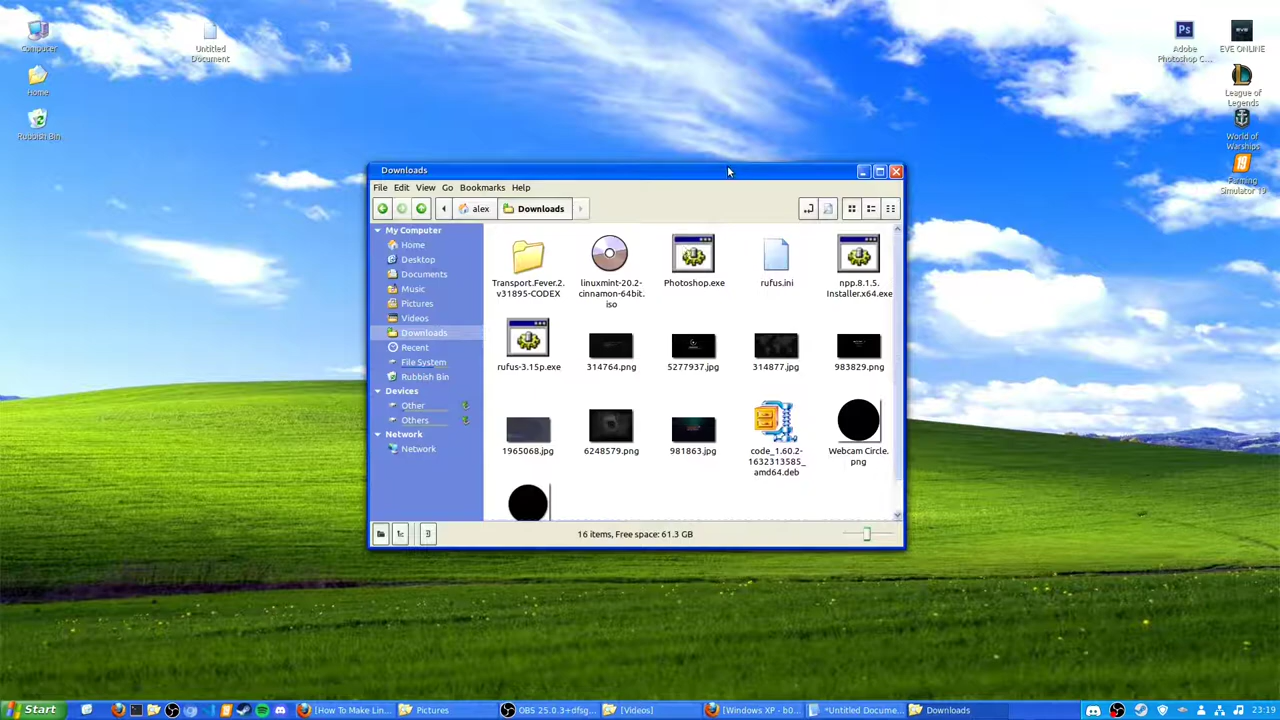 Computer
Home
Rubbish Bin
Untitled
Document
Ps
Adobe
Photoshop C...
EVE
EVE ONLINE
League of
Legends
World of
Warships
19
Farming
Simulator 19
Downloads
File Edit View Go Bookmarks Help
alex Downloads
My Computer
Home
Desktop
Documents
Music
Pictures
Videos
Downloads
Recent
File System
Rubbish Bin
Devices
Other
Others
Network
Network
Transport.Fever.2.
v31895-CODEX
linuxmint-20.2-
cinnamon-64bit.
iso
Photoshop.exe
rufus.ini
npp.8.1.5.
Installer.x64.exe
rufus-3.15p.exe
314764.png
5277937.jpg
314877.jpg
983829.png
1965068.jpg
6248579.png
981863.jpg
code_1.60.2-
1632313585_
amd64.deb
Webcam Circle.
png
16 items, Free space: 61.3 GB
Start
[How To Make Lin...
Pictures
OBS 25.0.3+dfsg...
[Videos]
[Windows XP - b0...
*Untitled Docume...
Downloads
23:19